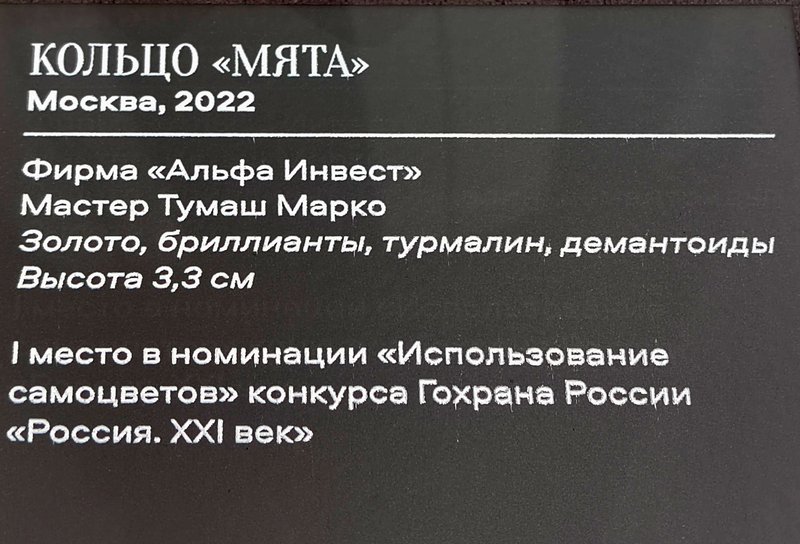 КОЛЬЦО «МЯТА»
Москва, 2022
Фирма «Альфа Инвест»
Мастер Тумаш Марко
Золото, бриллианты, турмалин, демантоиды
Высота 3,3 см
I место в номинации «Использование
самоцветов» конкурса Гохрана России
«Россия. XXI век»